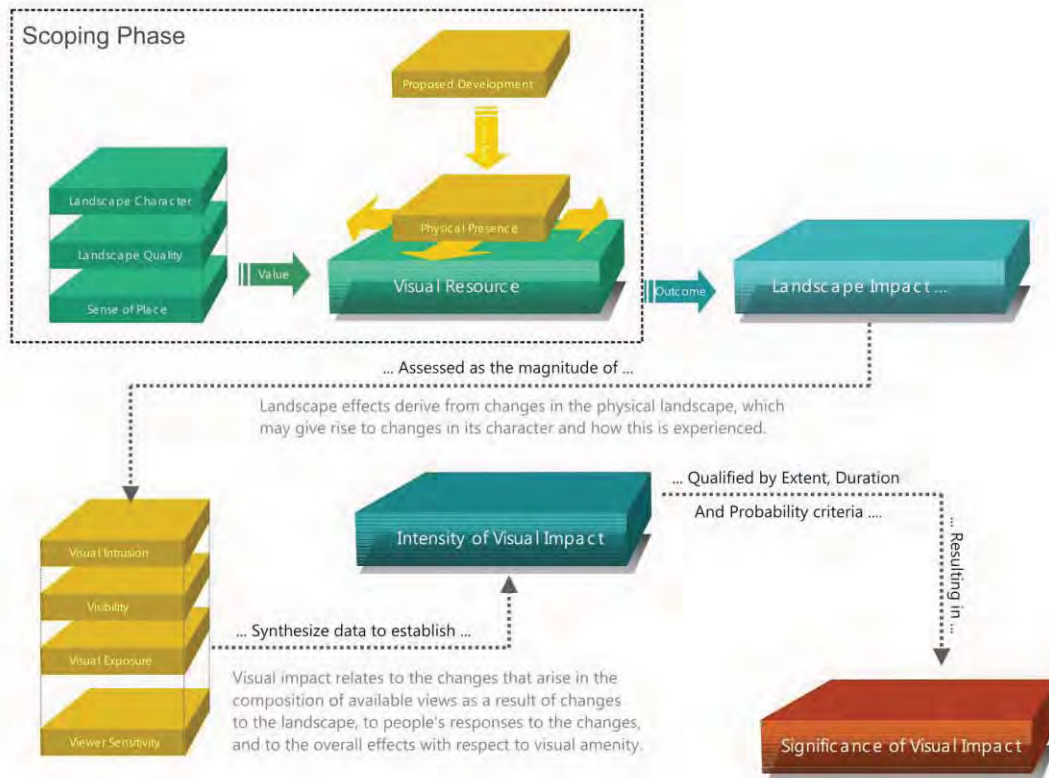 Scoping Phase
Proposed Development
Landscape Character
Physical Presence
Landscape Quality
Value
Visual Resource
Outcome
Landscape Impact ...
Sense of Place
... Assessed as the magnitude of ...
Landscape effects derive from changes in the physical landscape, which
may give rise to changes in its character and how this is experienced.
... Qualified by Extent, Duration
And Probability criteria ....
Visual Intrusion
Intensity of Visual Impact
Visibility
... Resulting in ...
... Synthesize data to establish ...
Visual Exposure
Visual impact relates to the changes that arise in the
composition of available views as a result of changes
to the landscape, to people's responses to the changes,
and to the overall effects with respect to visual amenity.
Viewer Sensitivity
Significance of Visual Impact